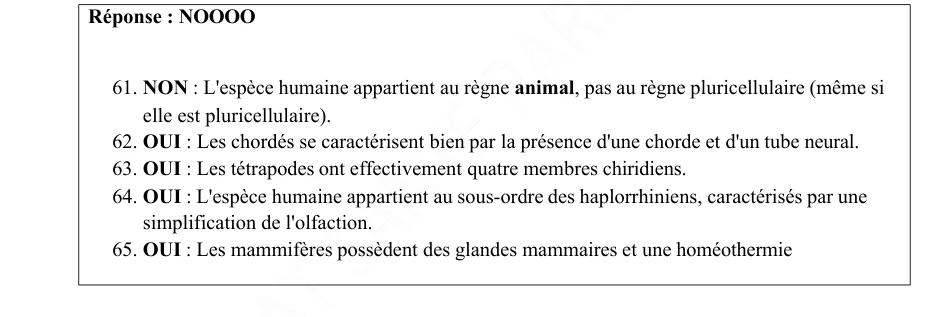 Réponse : NOOOO
61. NON : L'espèce humaine appartient au règne animal, pas au règne pluricellulaire (même si
elle est pluricellulaire).
62. OUI : Les chordés se caractérisent bien par la présence d'une chorde et d'un tube neural.
63. OUI : Les tétrapodes ont effectivement quatre membres chiridiens.
64. OUI : L'espèce humaine appartient au sous-ordre des haplorrhiniens, caractérisés par une
simplification de l'olfaction.
65. OUI : Les mammifères possèdent des glandes mammaires et une homéothermie